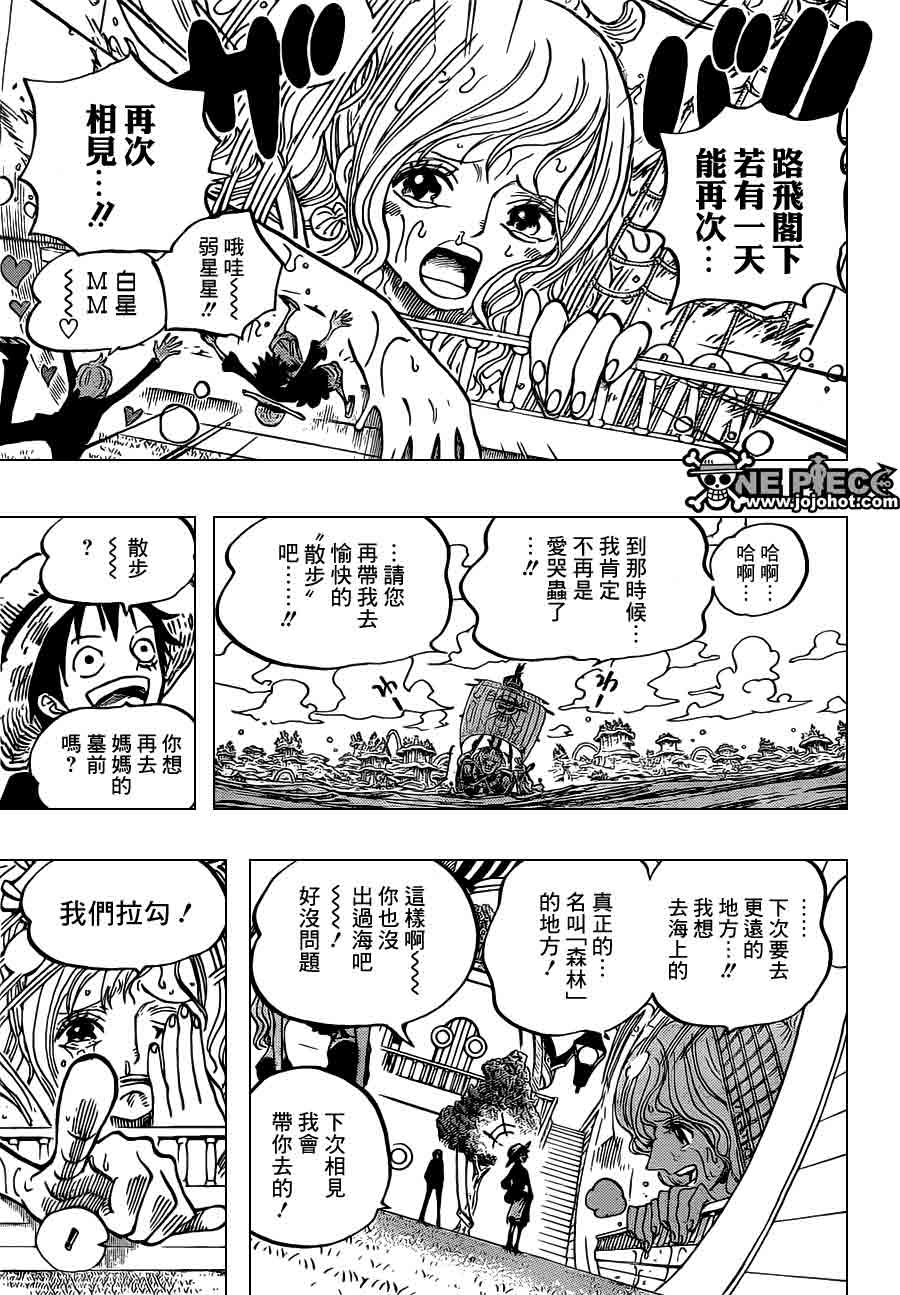 路飛閣下
若有一天
能再次…
再次
相見…!!
哦哇~
弱星星!!
白星
MM
~♡
ONE PIECE
www.jojohot.com
哈啊…
哈啊…
到那時候…
我肯定
不再是
愛哭蟲了
…!!
…請您
再帶我去
愉快的
“散步”
吧……!!
わ
わ
散步
~?
你想
再去
媽媽的
墓前
嗎?
……
下次要去
更遠的
地方…!!
我想
去海上的
真正的…
名叫「森林」
的地方!
這樣啊~
你也沒
出過海吧
~!
好沒問題
下次相見
我會
帶你去的!
我們拉勾!
!